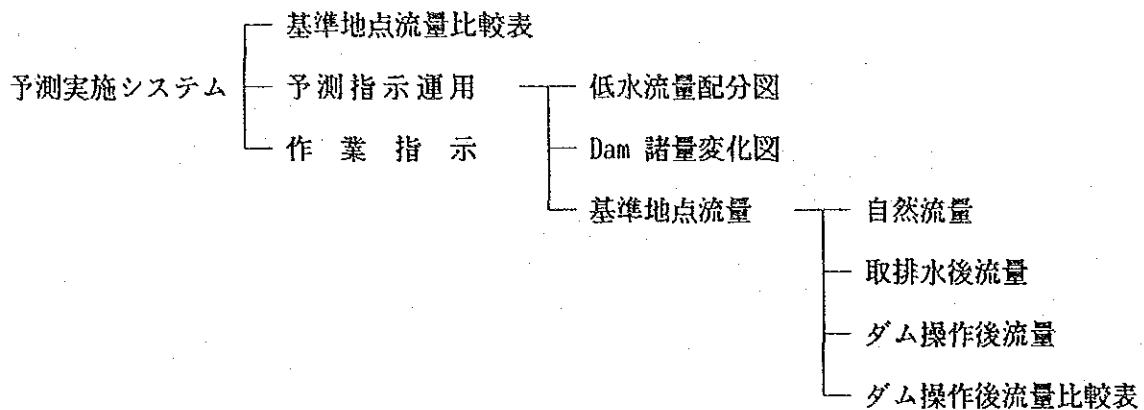 基準地点流量比較表
予測実施システム 予測指示運用 低水流量配分図
作業指示 Dam 諸量変化図
基準地点流量 自然流量
取排水後流量
ダム操作後流量
ダム操作後流量比較表